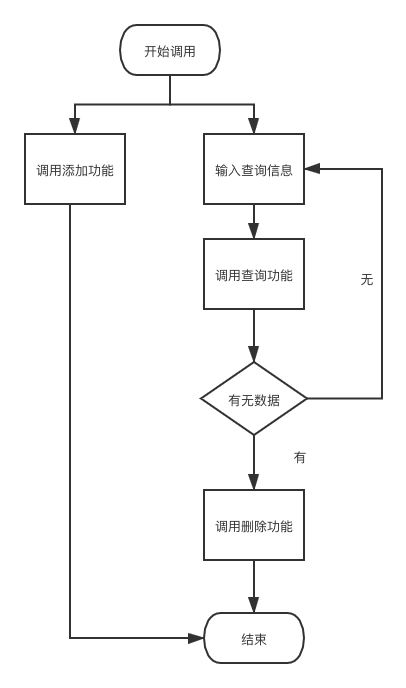 开始调用
调用添加功能
输入查询信息
调用查询功能
无
有无数据
有
调用删除功能
结束